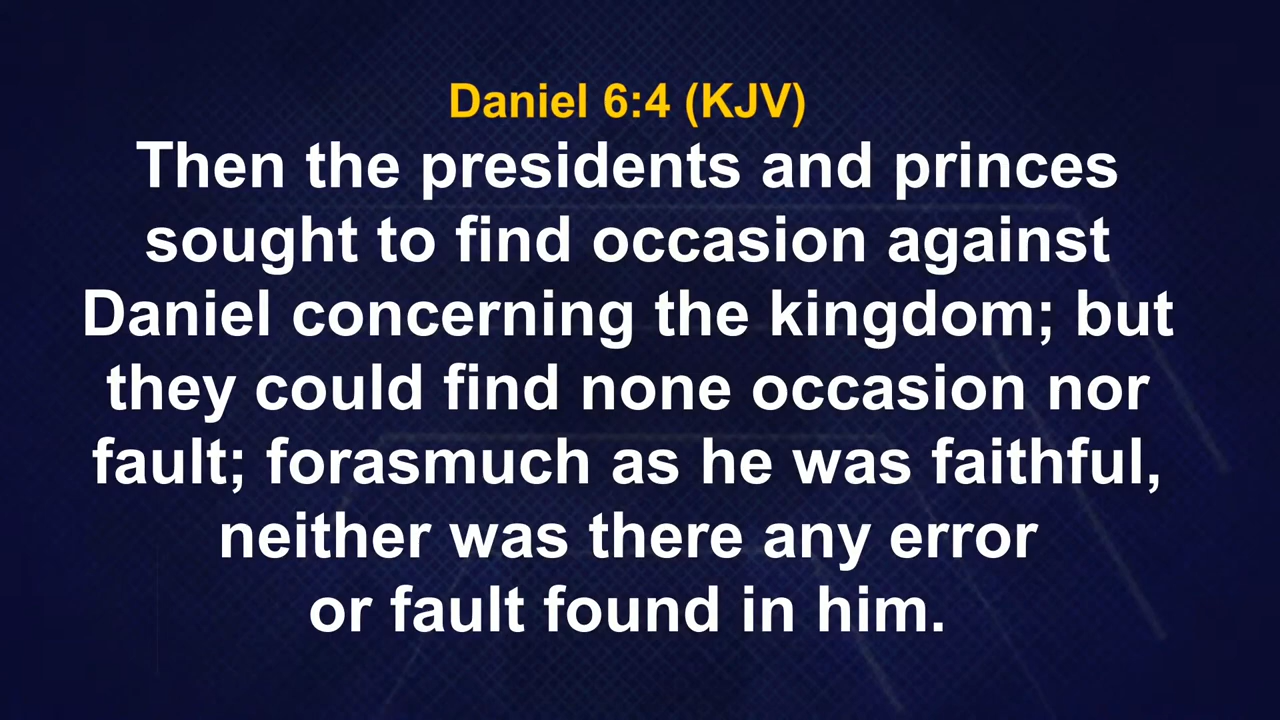 Daniel 6:4 (KJV)
Then the presidents and princes
sought to find occasion against
Daniel concerning the kingdom; but
they could find none occasion nor
fault; forasmuch as he was faithful,
neither was there any error
or fault found in him.